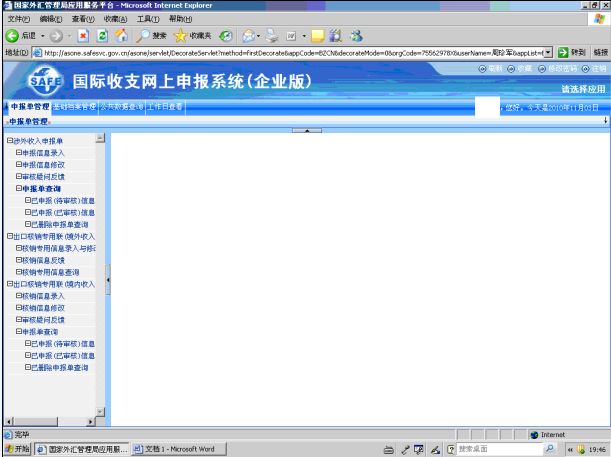 国家外汇管理局应用服务平台 - Microsoft Internet Explorer
文件(F) 编辑(E) 查看(V) 收藏(A) 工具(T) 帮助(H)
后退 搜索 收藏夹
地址(D) http://asone.safesvc.gov.cn/asone/servlet/DecorateServlet?method=firstDecorate&appCode=BZCN&decorateMode=0&orgCode=75562978X&userName=周珍军&appList= 转到 链接
刷新 收藏 修改密码 注销
SAFE 国际收支网上申报系统(企业版)
请选择应用
申报单管理 基础档案管理 公共数据查询 工作日查看
，您好，今天是2010年11月03日
申报单管理
涉外收入申报单
申报信息录入
申报信息修改
审核疑问反馈
申报单查询
已申报(待审核)信息
已申报(已审核)信息
已删除申报单查询
出口核销专用联(境外收入
核销专用信息录入与修
核销信息反馈
核销专用信息查询
出口核销专用联(境内收入
核销信息录入
核销信息修改
审核疑问反馈
申报单查询
已申报(待审核)信息
已申报(已审核)信息
已删除申报单查询
完毕 Internet
开始 国家外汇管理局应用服... 文档 1 - Microsoft Word 搜索桌面 19:46